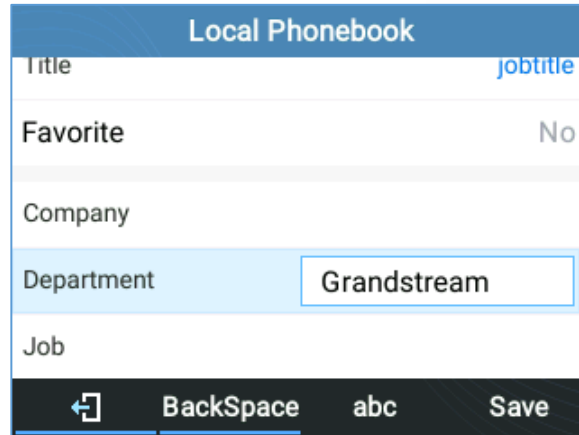 Local Phonebook
Title jobtitle
Favorite No
Company
Department Grandstream
Job
BackSpace abc Save